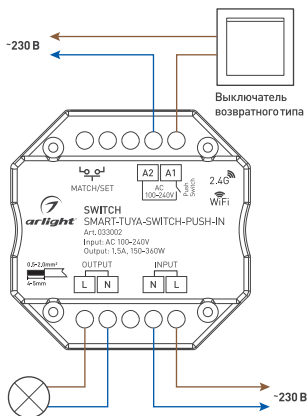 ~230 В
Выключатель
возвратного типа
A2 A1
AC
100-240V
Push
Switch
MATCH/SET
2.4G
WiFi
arlight
SWITCH
SMART-TUYA-SWITCH-PUSH-IN
Art. 033002
Input: AC 100-240V
Output: 1,5A, 150-360W
0,5-2,0mm²
4-5mm
OUTPUT
L N
INPUT
N L
~230 В